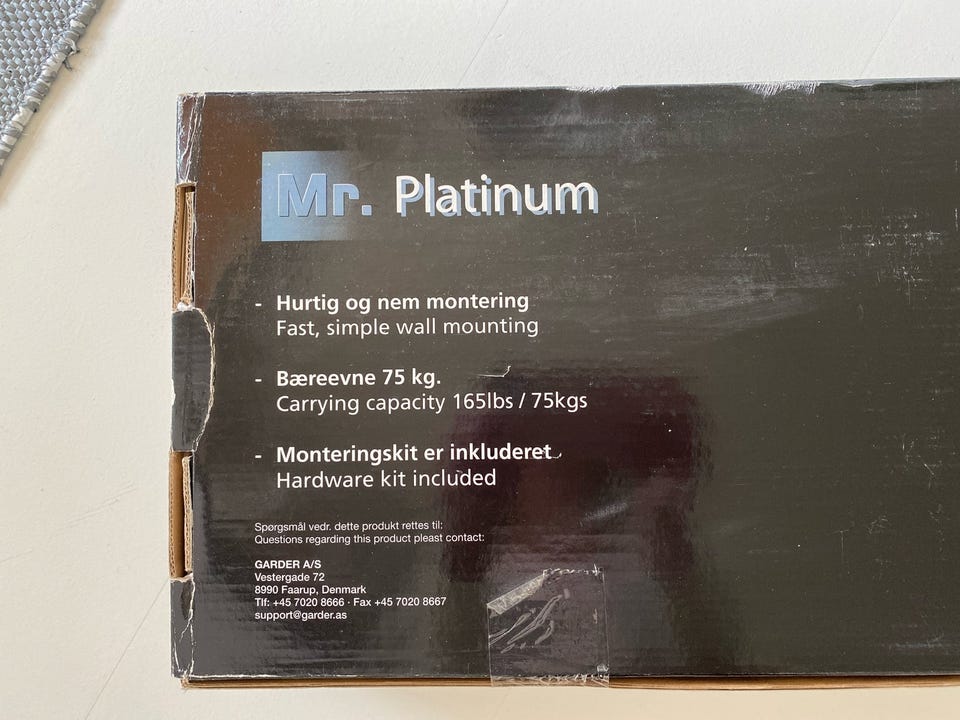 Mr. Platinum
- Hurtig og nem montering
Fast, simple wall mounting
- Bæreevne 75 kg.
Carrying capacity 165lbs / 75kgs
- Monteringskit er inkluderet
Hardware kit included
Spørgsmål vedr. dette produkt rettes til:
Questions regarding this product pleast contact:
GARDER A/S
Vestergade 72
8990 Faarup, Denmark
Tlf: +45 7020 8666 · Fax +45 7020 8667
support@garder.as